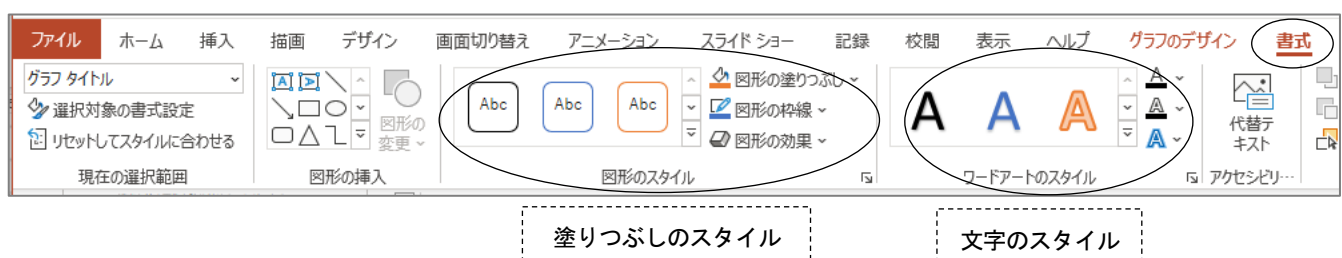 ファイル ホーム 挿入 描画 デザイン 画面切り替え アニメーション スライド ショー 記録 校閲 表示 ヘルプ グラフのデザイン 書式
グラフ タイトル
選択対象の書式設定
リセットしてスタイルに合わせる
現在の選択範囲
A
図形の
変更
図形の挿入
Abc Abc Abc
図形の塗りつぶし
図形の枠線
図形の効果
図形のスタイル
A A A
A
A
A
ワードアートのスタイル
代替テ
キスト
アクセシビリ…
塗りつぶしのスタイル
文字のスタイル